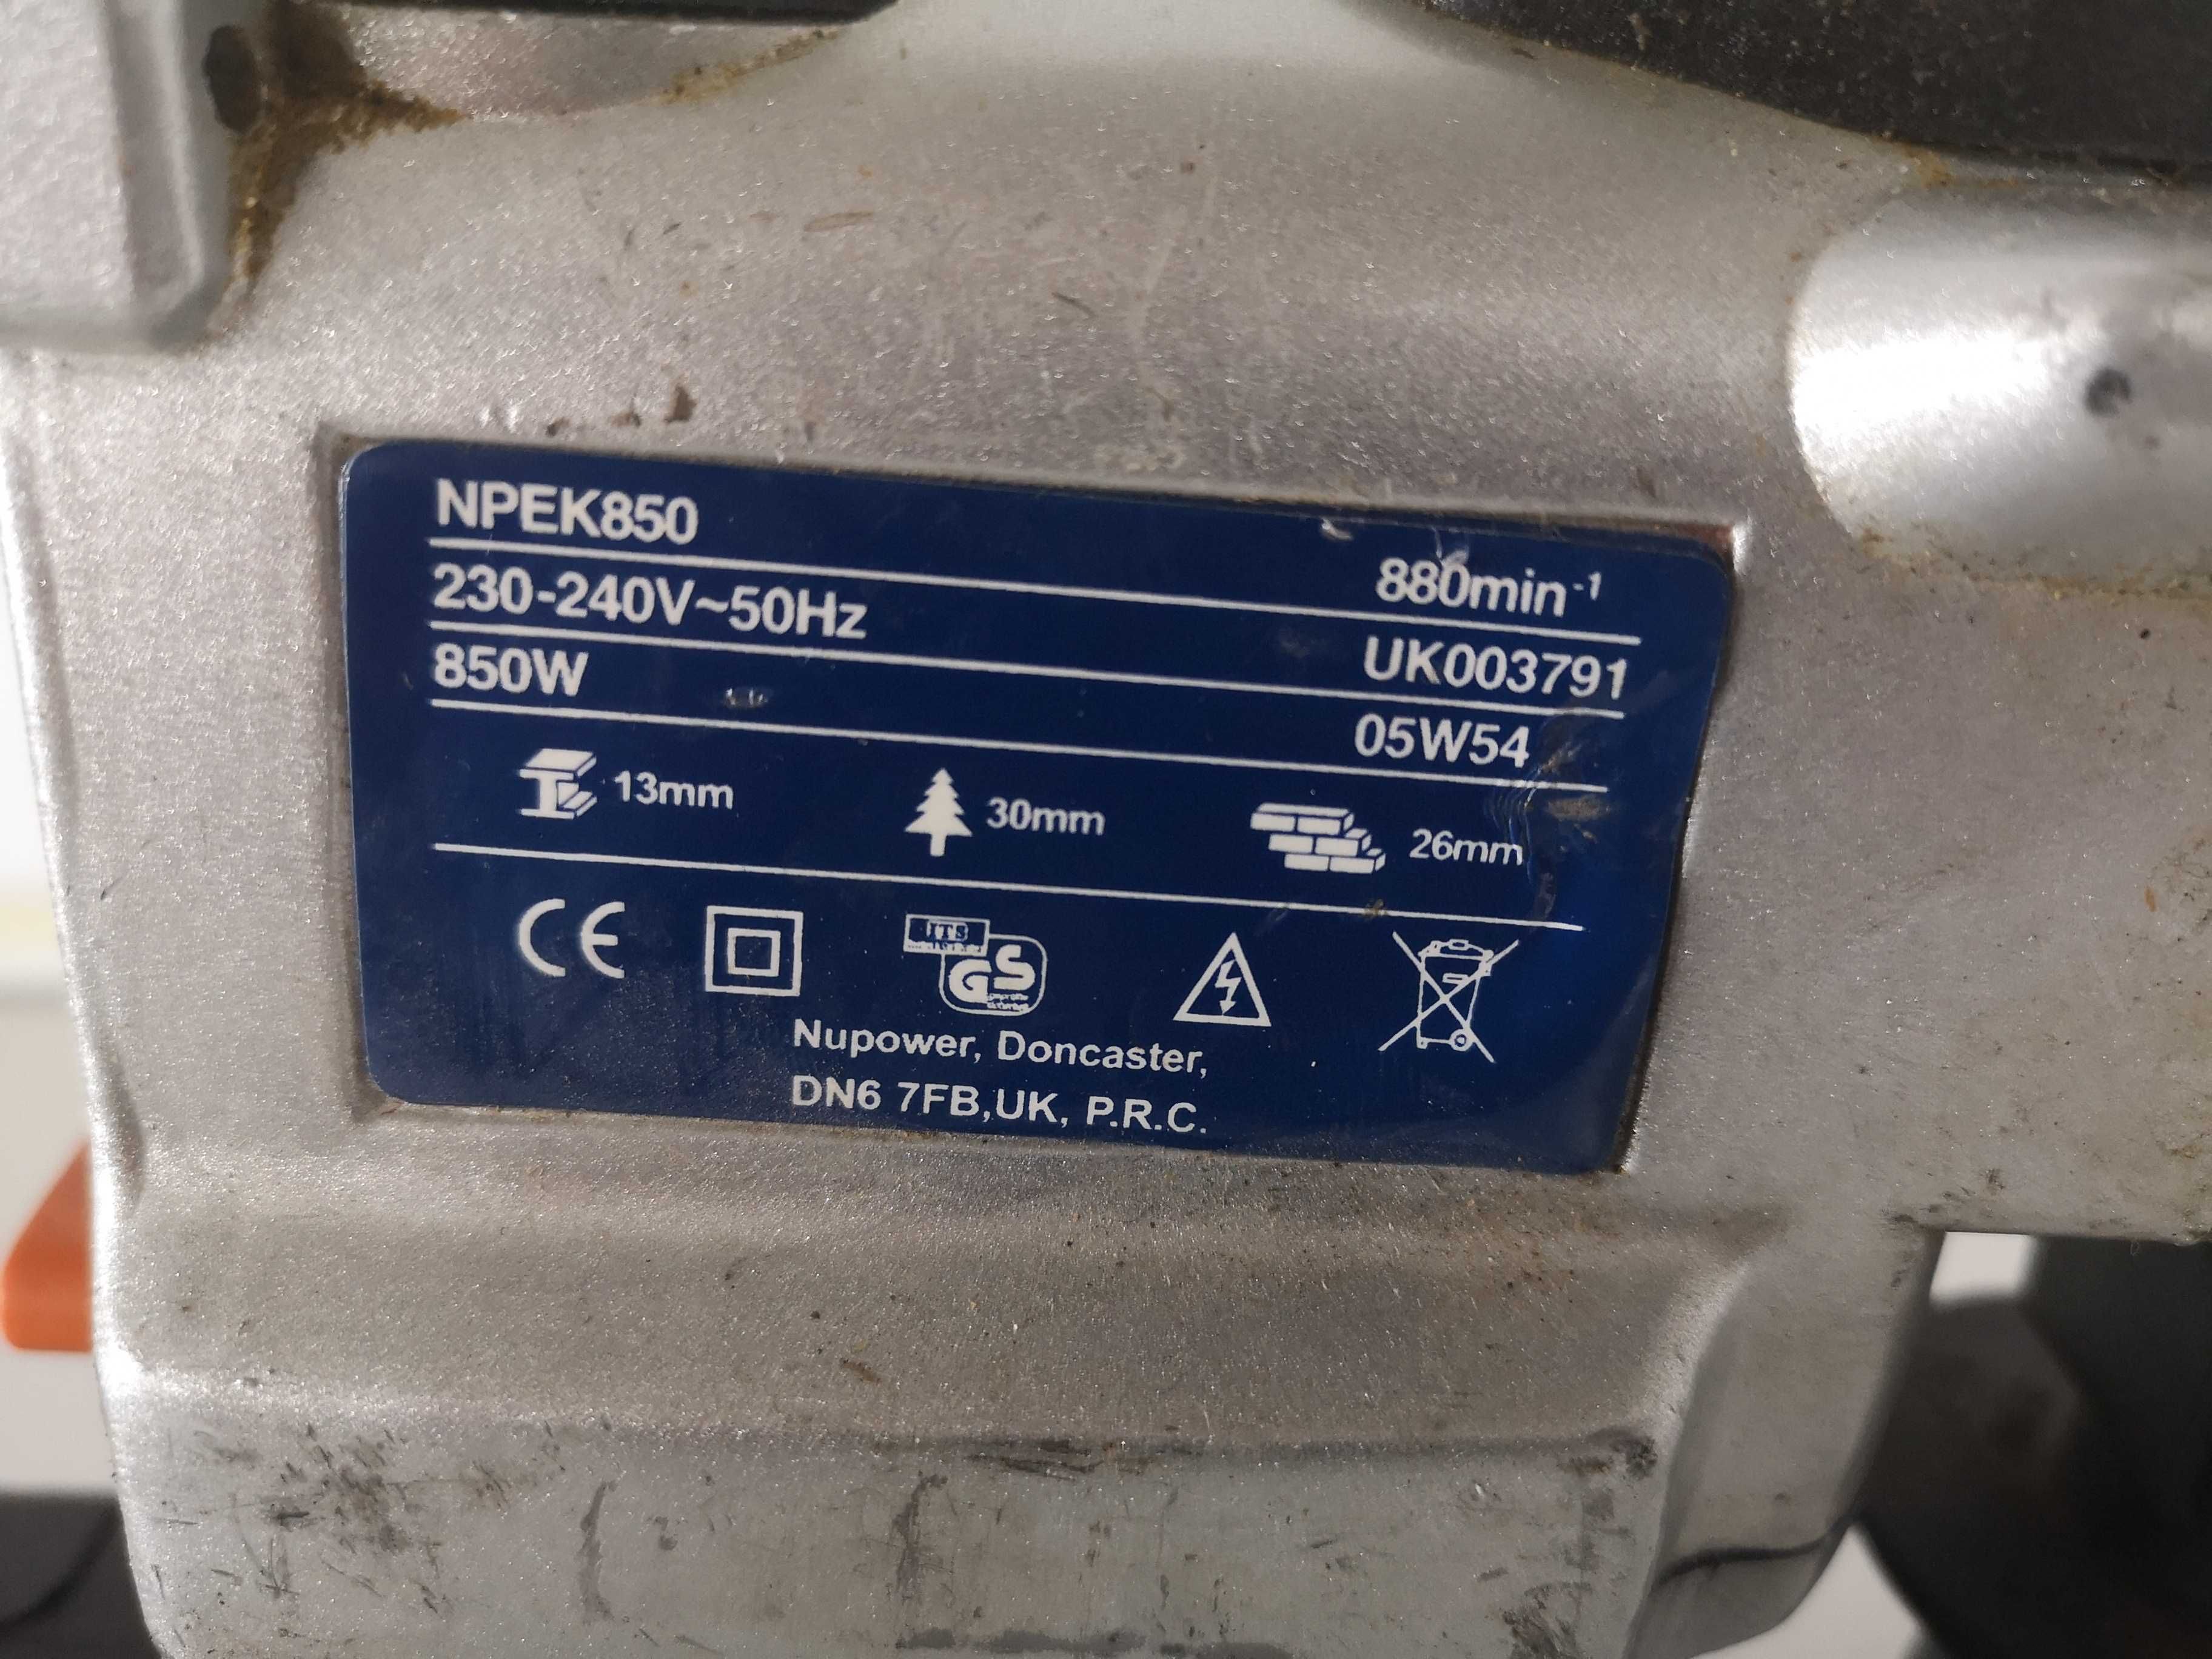 NPEK850
880min⁻¹
230-240V~50Hz
UK003791
850W
05W54
13mm 30mm 26mm
CE ITS GS
Nupower, Doncaster,
DN6 7FB,UK, P.R.C.